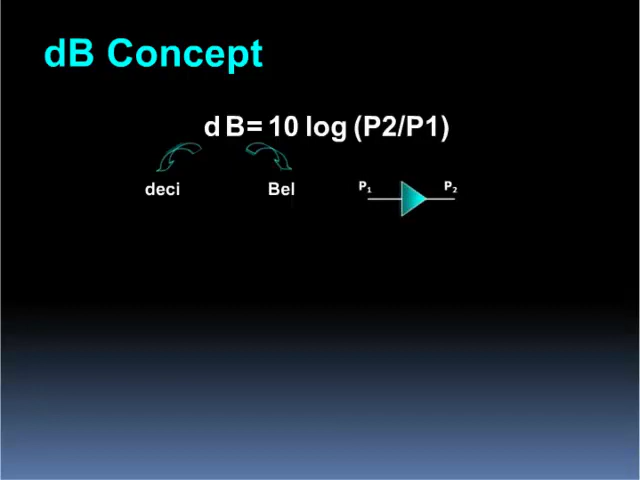 dB Concept
d B= 10 log (P2/P1)
deci Bel P₁ P₂